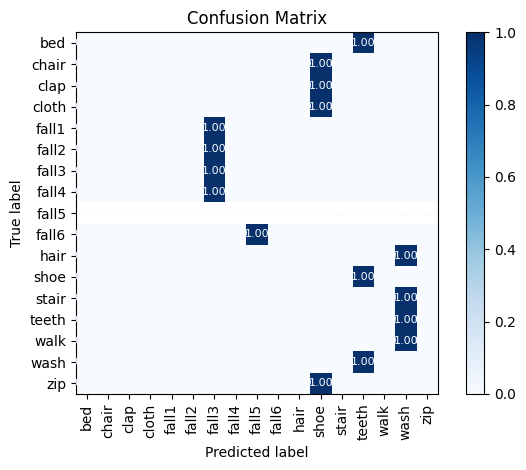 Confusion Matrix
True label
bed 1.00
chair 1.00
clap 1.00
cloth 1.00
fall1 1.00
fall2 1.00
fall3 1.00
fall4 1.00
fall5
fall6 1.00
hair 1.00
shoe 1.00
stair 1.00
teeth 1.00
walk 1.00
wash 1.00
zip 1.00
bed chair clap cloth fall1 fall2 fall3 fall4 fall5 fall6 hair shoe stair teeth walk wash zip
Predicted label
1.0
0.8
0.6
0.4
0.2
0.0